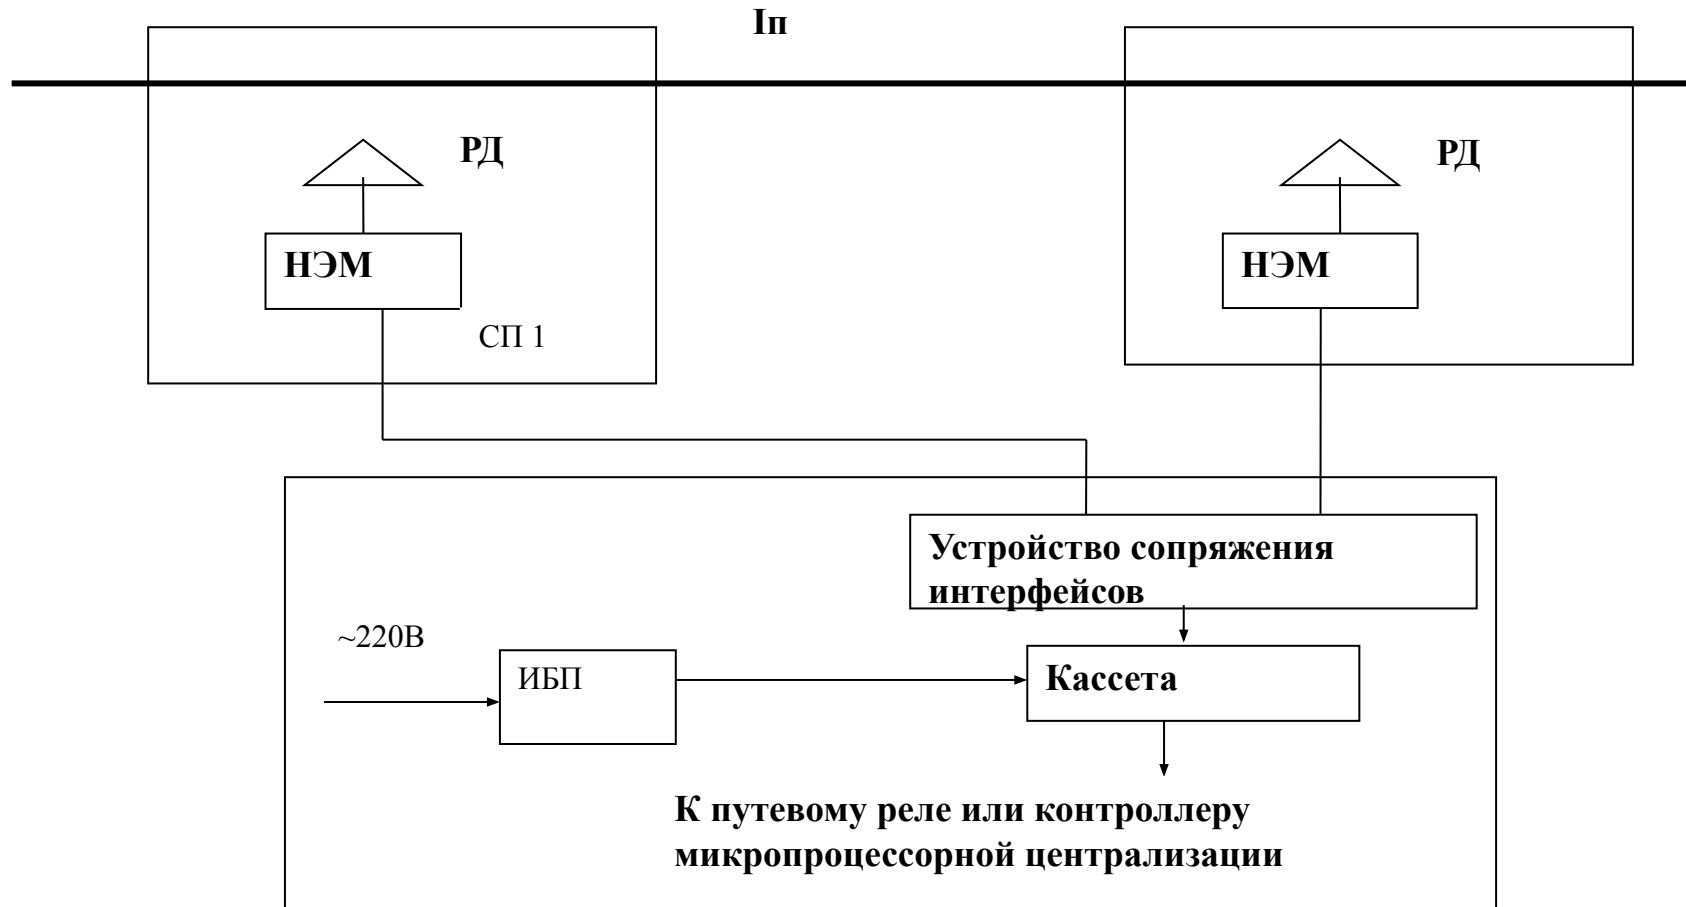 Iп
РД
РД
НЭМ
НЭМ
СП 1
Устройство сопряжения
интерфейсов
~220В
ИБП
Кассета
К путевому реле или контроллеру
микропроцессорной централизации